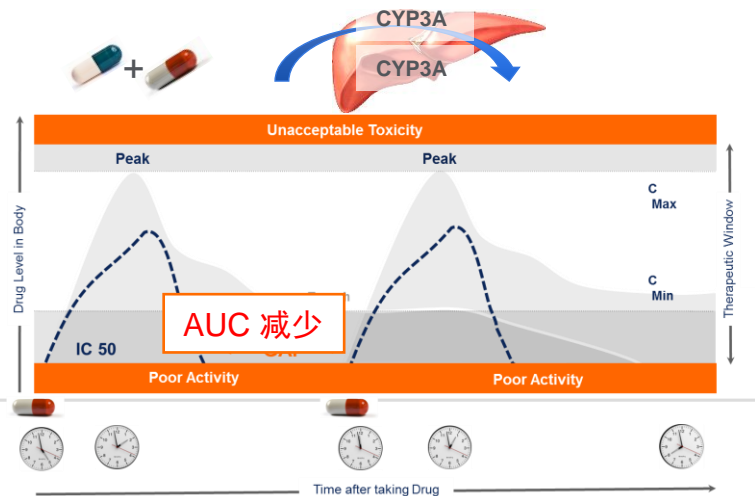 CYP3A
+
CYP3A
Unacceptable Toxicity
Peak
Peak
C
Max
Drug Level in Body
Therapeutic Window
C
Min
AUC 减少
IC 50
Poor Activity
Poor Activity
Time after taking Drug